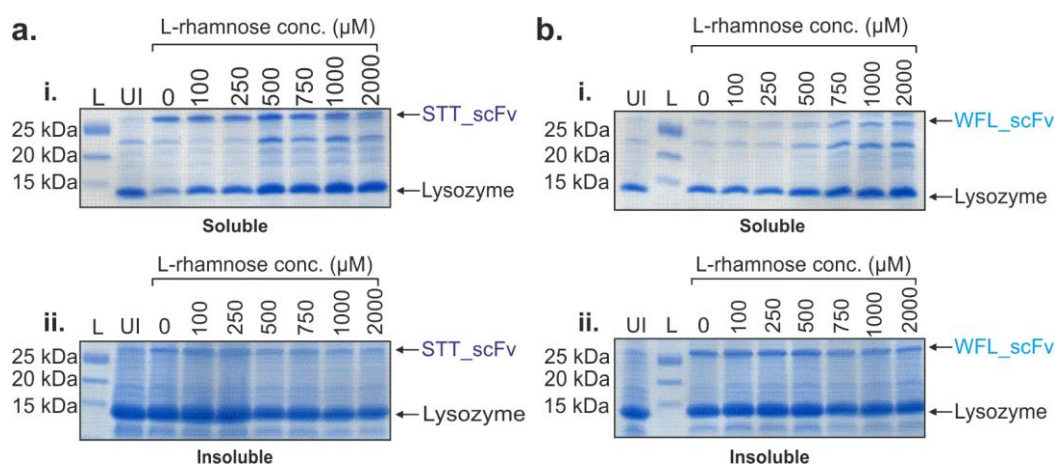 a.
L-rhamnose conc. (µM)
i.
L UI 0 100 250 500 750 1000 2000
25 kDa
20 kDa
15 kDa
STT_scFv
Lysozyme
Soluble
L-rhamnose conc. (µM)
ii.
L UI 0 100 250 500 750 1000 2000
25 kDa
20 kDa
15 kDa
STT_scFv
Lysozyme
Insoluble
b.
L-rhamnose conc. (µM)
i.
UI L 0 100 250 500 750 1000 2000
25 kDa
20 kDa
15 kDa
WFL_scFv
Lysozyme
Soluble
L-rhamnose conc. (µM)
ii.
UI L 0 100 250 500 750 1000 2000
25 kDa
20 kDa
15 kDa
WFL_scFv
Lysozyme
Insoluble